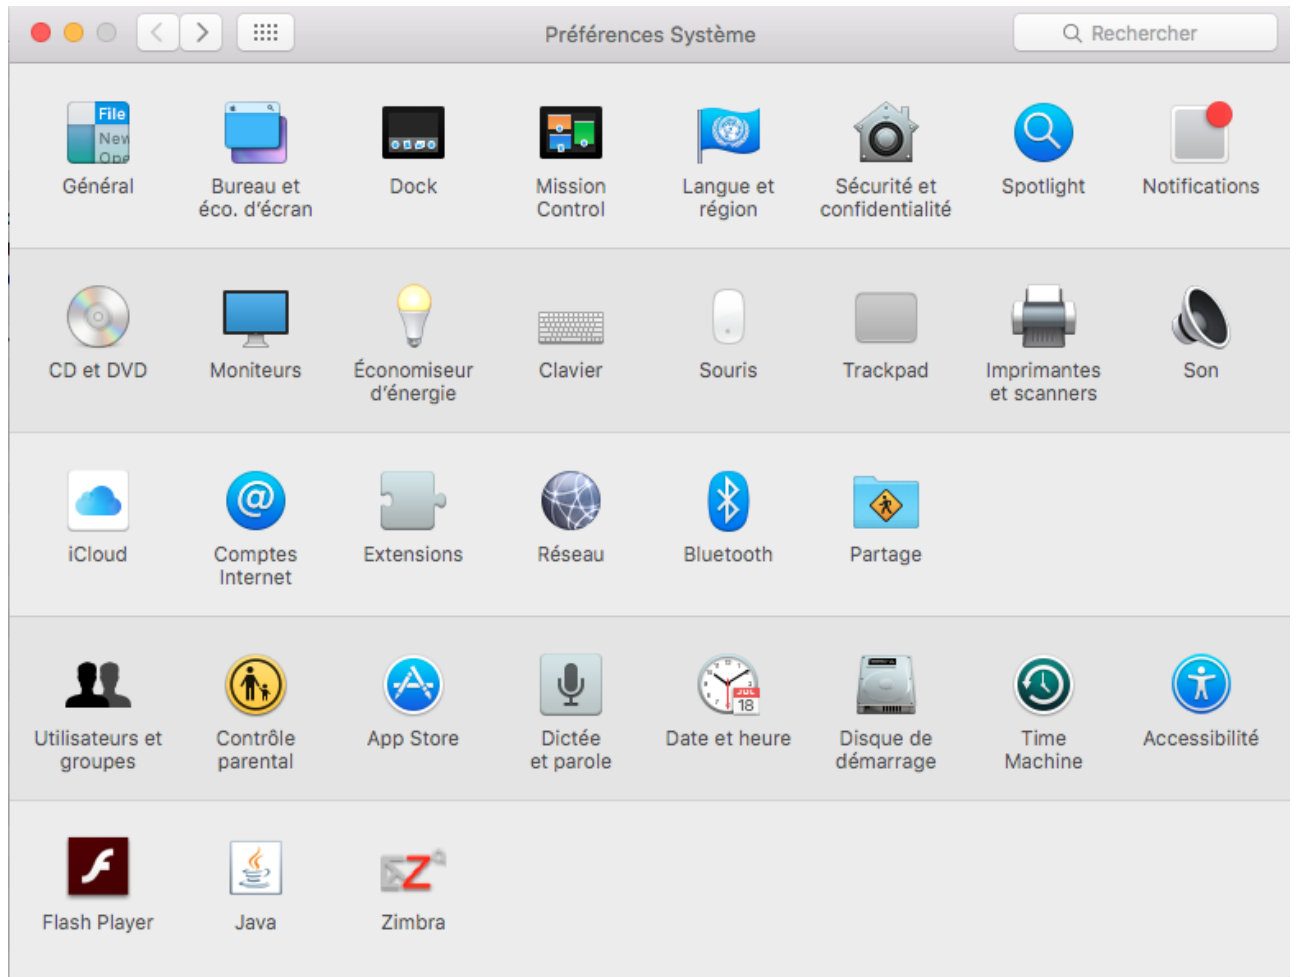 Préférences Système
Rechercher
File
New
Ope
Général
Bureau et
éco. d'écran
Dock
Mission
Control
Langue et
région
Sécurité et
confidentialité
Spotlight
Notifications
CD et DVD
Moniteurs
Économiseur
d'énergie
Clavier
Souris
Trackpad
Imprimantes
et scanners
Son
iCloud
Comptes
Internet
Extensions
Réseau
Bluetooth
Partage
Utilisateurs et
groupes
Contrôle
parental
App Store
Dictée
et parole
JUL
18
Date et heure
Disque de
démarrage
Time
Machine
Accessibilité
Flash Player
Java
Zimbra